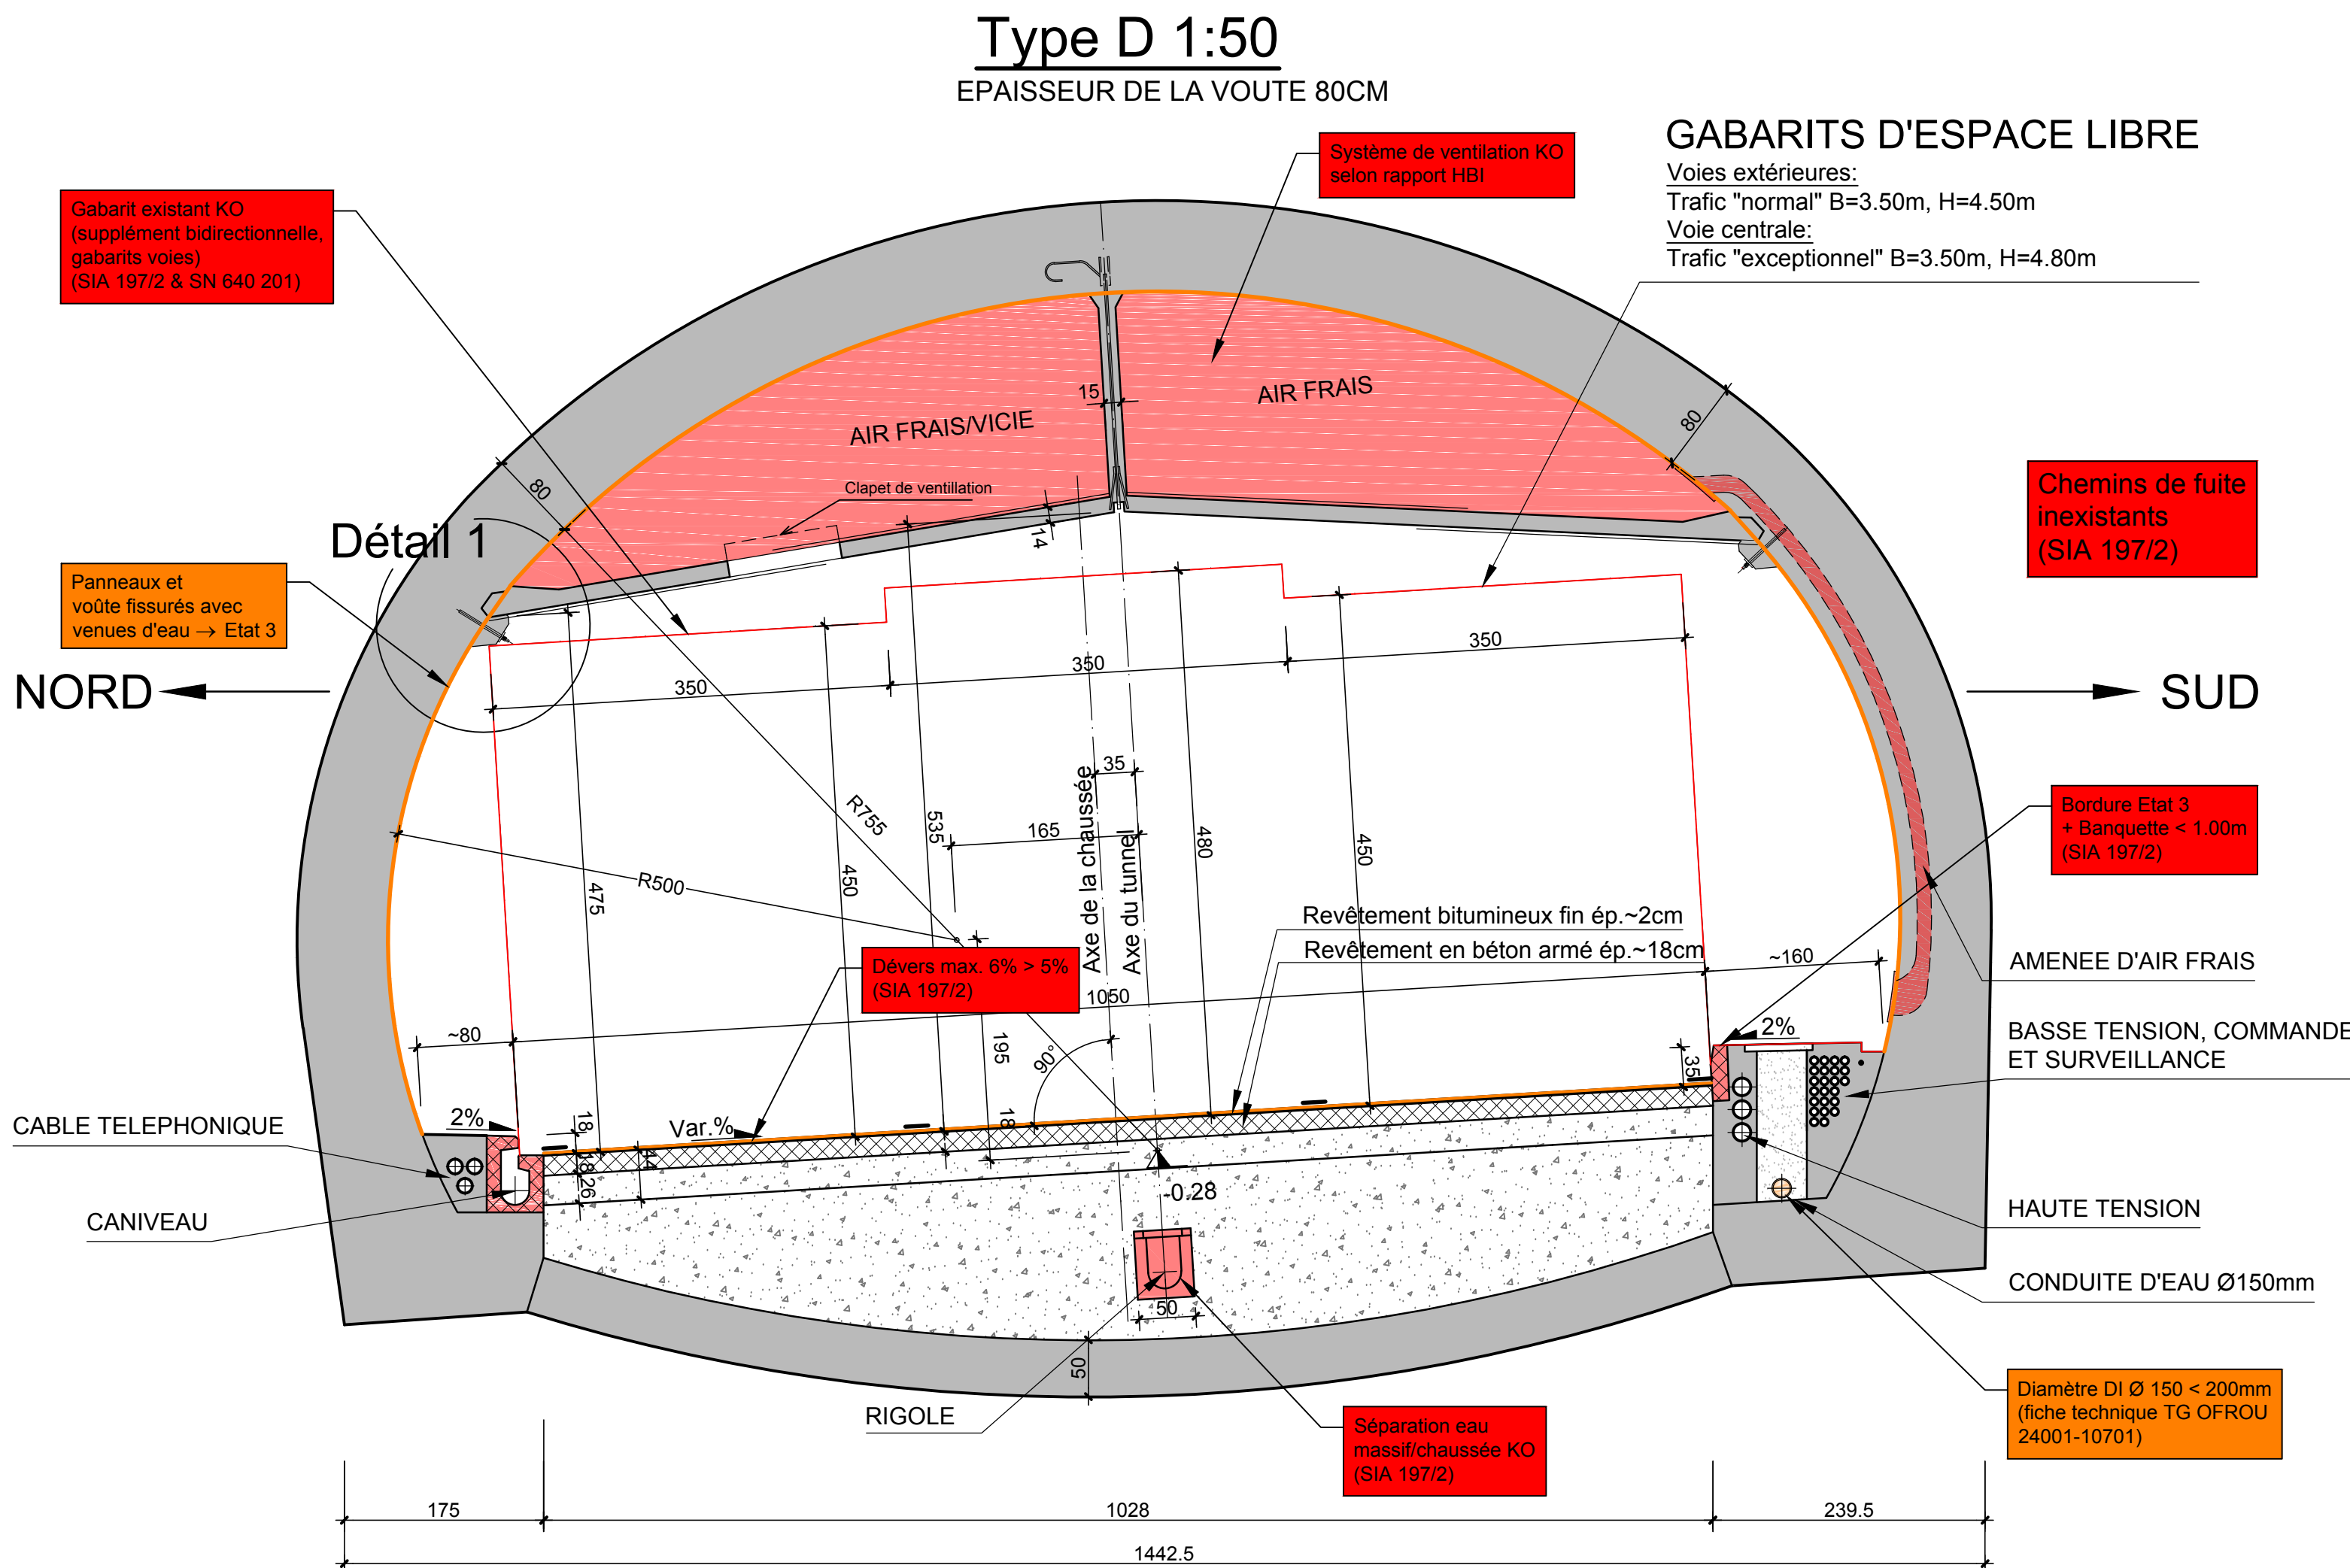 Type D 1:50
EPAISSEUR DE LA VOUTE 80CM
GABARITS D'ESPACE LIBRE
Voies extérieures:
Trafic "normal" B=3.50m, H=4.50m
Voie centrale:
Trafic "exceptionnel" B=3.50m, H=4.80m
Système de ventilation KO
selon rapport HBI
Gabarit existant KO
(supplément bidirectionnelle,
gabarits voies)
(SIA 197/2 & SN 640 201)
15
AIR FRAIS
AIR FRAIS/VICIE
80
80
Clapet de ventillation
14
Chemins de fuite
inexistants
(SIA 197/2)
Détail 1
Panneaux et
voûte fissurés avec
venues d'eau → Etat 3
NORD
SUD
350
350
350
35
165
Axe de la chaussée
Axe du tunnel
R755
R500
475
450
535
480
450
Bordure Etat 3
+ Banquette < 1.00m
(SIA 197/2)
Revêtement bitumineux fin ép.~2cm
Revêtement en béton armé ép.~18cm
Dévers max. 6% > 5%
(SIA 197/2)
~160
AMENEE D'AIR FRAIS
1050
~80
195
90°
35
2%
BASSE TENSION, COMMANDE
ET SURVEILLANCE
CABLE TELEPHONIQUE
2%
18
Var.%
18
18
26
44
-0.28
CANIVEAU
HAUTE TENSION
CONDUITE D'EAU Ø150mm
50
50
RIGOLE
Séparation eau
massif/chaussée KO
(SIA 197/2)
Diamètre DI Ø 150 < 200mm
(fiche technique TG OFROU
24001-10701)
175
1028
239.5
1442.5